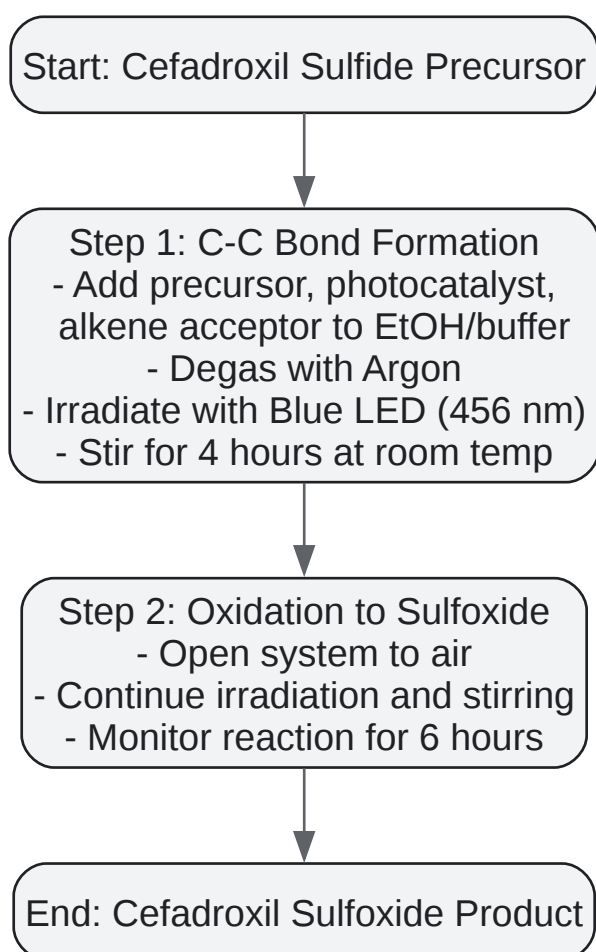 Start: Cefadroxil Sulfide Precursor
Step 1: C-C Bond Formation
- Add precursor, photocatalyst,
alkene acceptor to EtOH/buffer
- Degas with Argon
- Irradiate with Blue LED (456 nm)
- Stir for 4 hours at room temp
Step 2: Oxidation to Sulfoxide
- Open system to air
- Continue irradiation and stirring
- Monitor reaction for 6 hours
End: Cefadroxil Sulfoxide Product